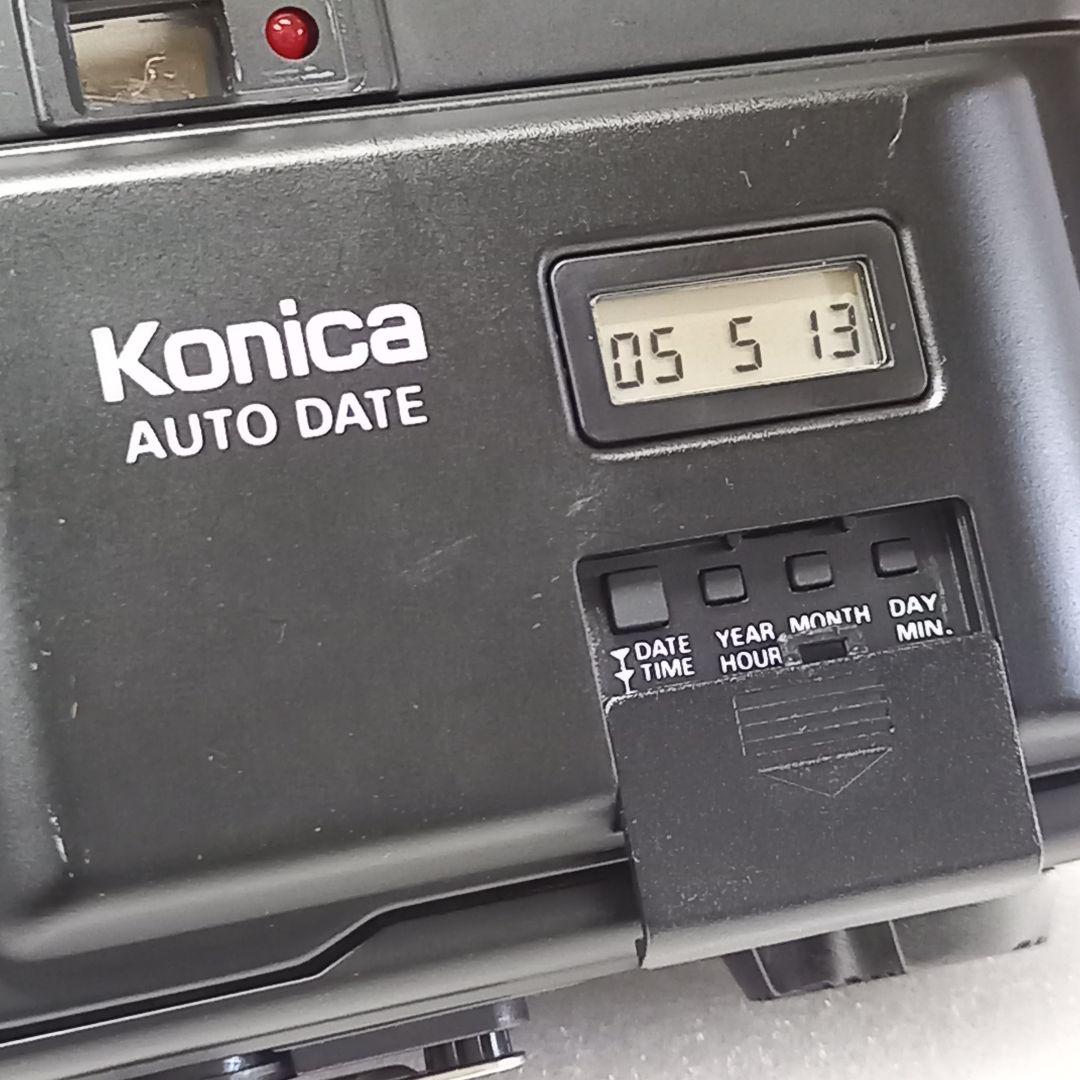 Konica
AUTO DATE
05 5 13
DATE YEAR MONTH DAY
TIME HOUR MIN.